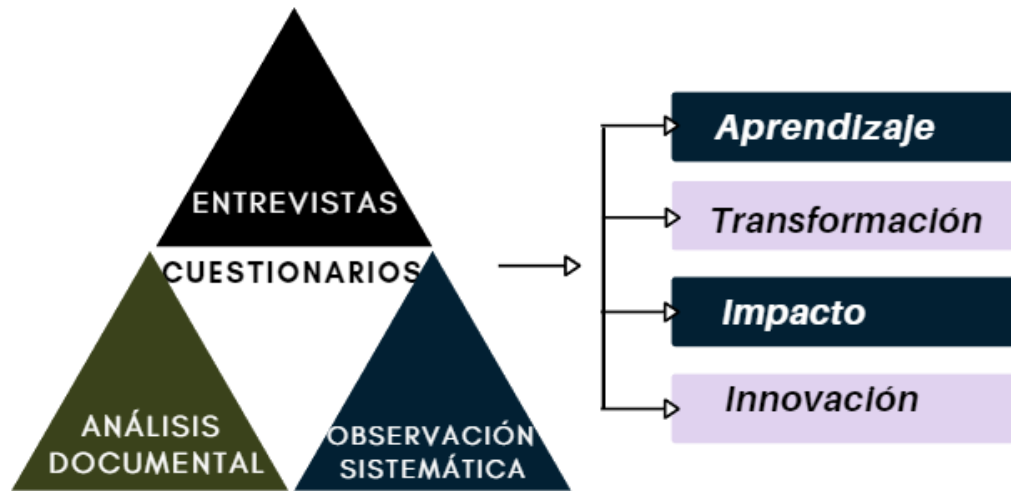 ENTREVISTAS
CUESTIONARIOS
ANÁLISIS
DOCUMENTAL
OBSERVACIÓN
SISTEMÁTICA
Aprendizaje
Transformación
Impacto
Innovación